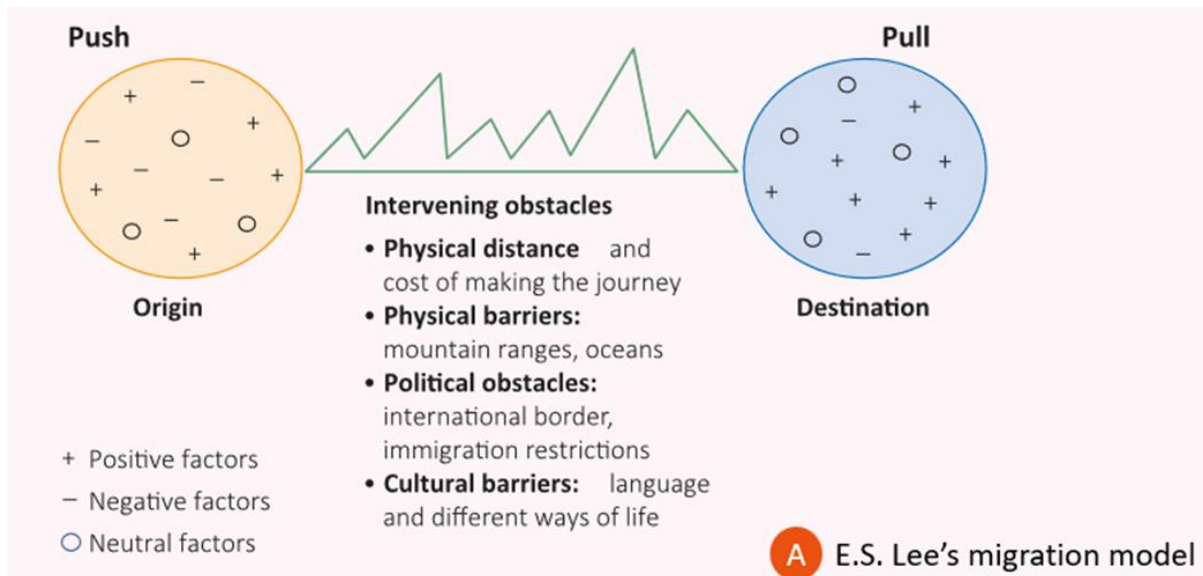 Push
Pull
Origin
Destination
Intervening obstacles
• Physical distance and
cost of making the journey
• Physical barriers:
mountain ranges, oceans
• Political obstacles:
international border,
immigration restrictions
• Cultural barriers: language
and different ways of life
+ Positive factors
− Negative factors
O Neutral factors
A E.S. Lee's migration model